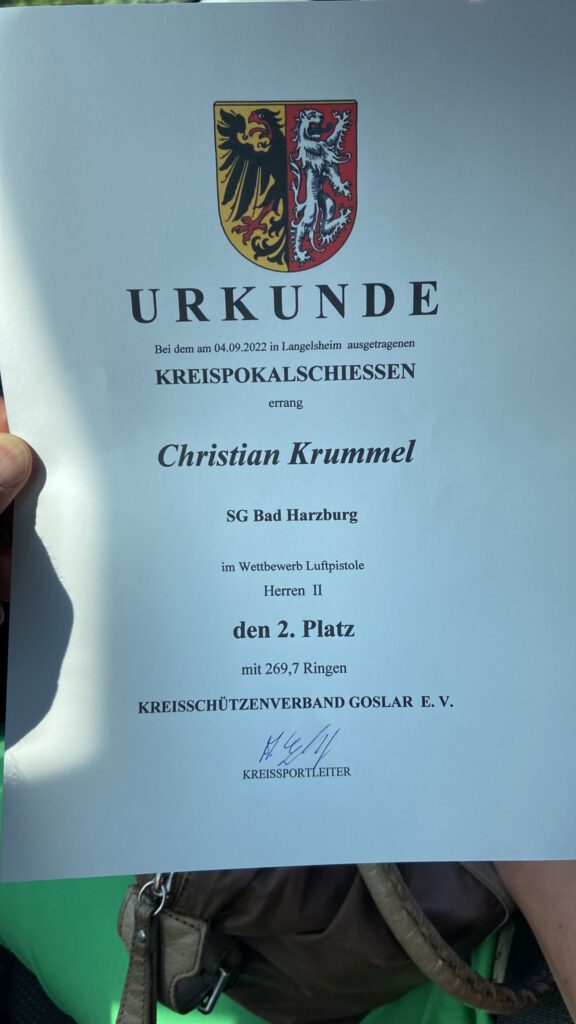 URKUNDE
Bei dem am 04.09.2022 in Langelsheim ausgetragenen
KREISPOKALSCHIESSEN
errang
Christian Krummel
SG Bad Harzburg
im Wettbewerb Luftpistole
Herren II
den 2. Platz
mit 269,7 Ringen
KREISSCHÜTZENVERBAND GOSLAR E. V.
KREISSPORTLEITER